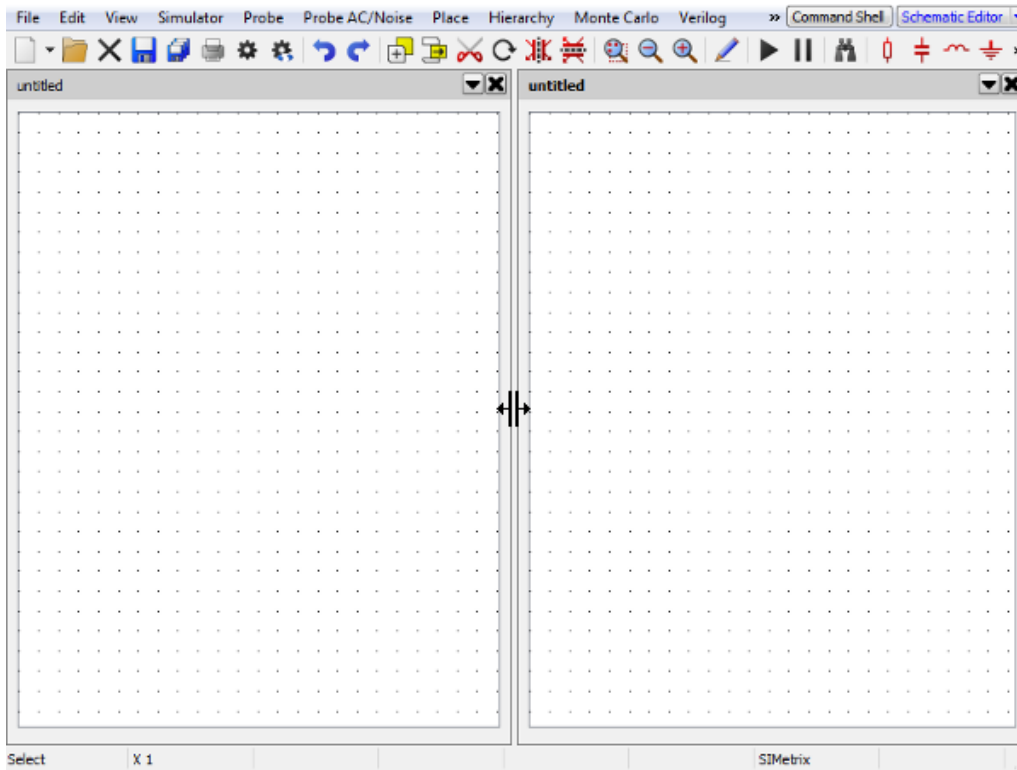 File Edit View Simulator Probe Probe AC/Noise Place Hierarchy Monte Carlo Verilog » Command Shell Schematic Editor
untitled
untitled
Select X 1 SIMetrix